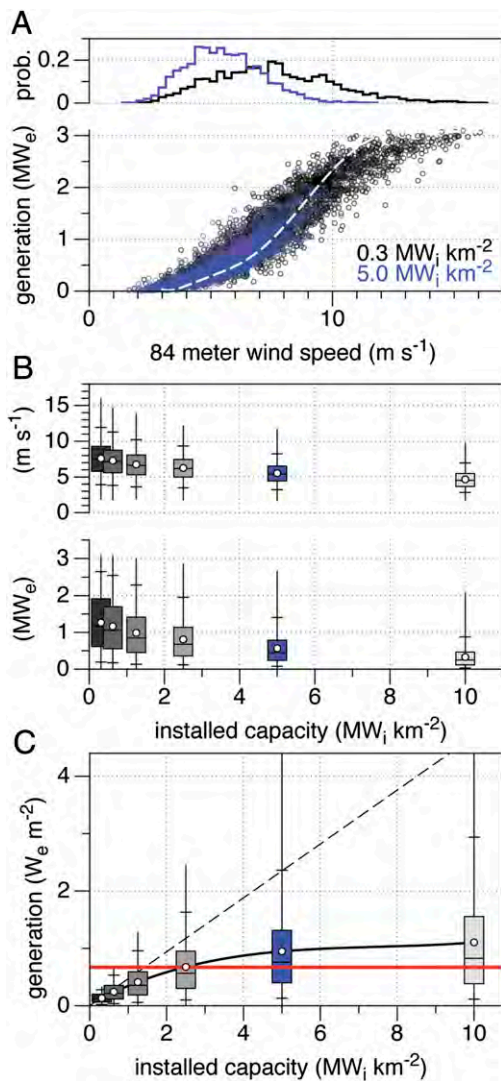 A
prob.
0.2
0
generation (MWe)
3
2
1
0
0.3 MWi km-2
5.0 MWi km-2
0
10
84 meter wind speed (m s-1)
B
(m s-1)
15
10
5
0
(MWe)
3
2
1
0
0 2 4 6 8 10
installed capacity (MWi km-2)
C
generation (We m-2)
4
2
0
0 2 4 6 8 10
installed capacity (MWi km-2)